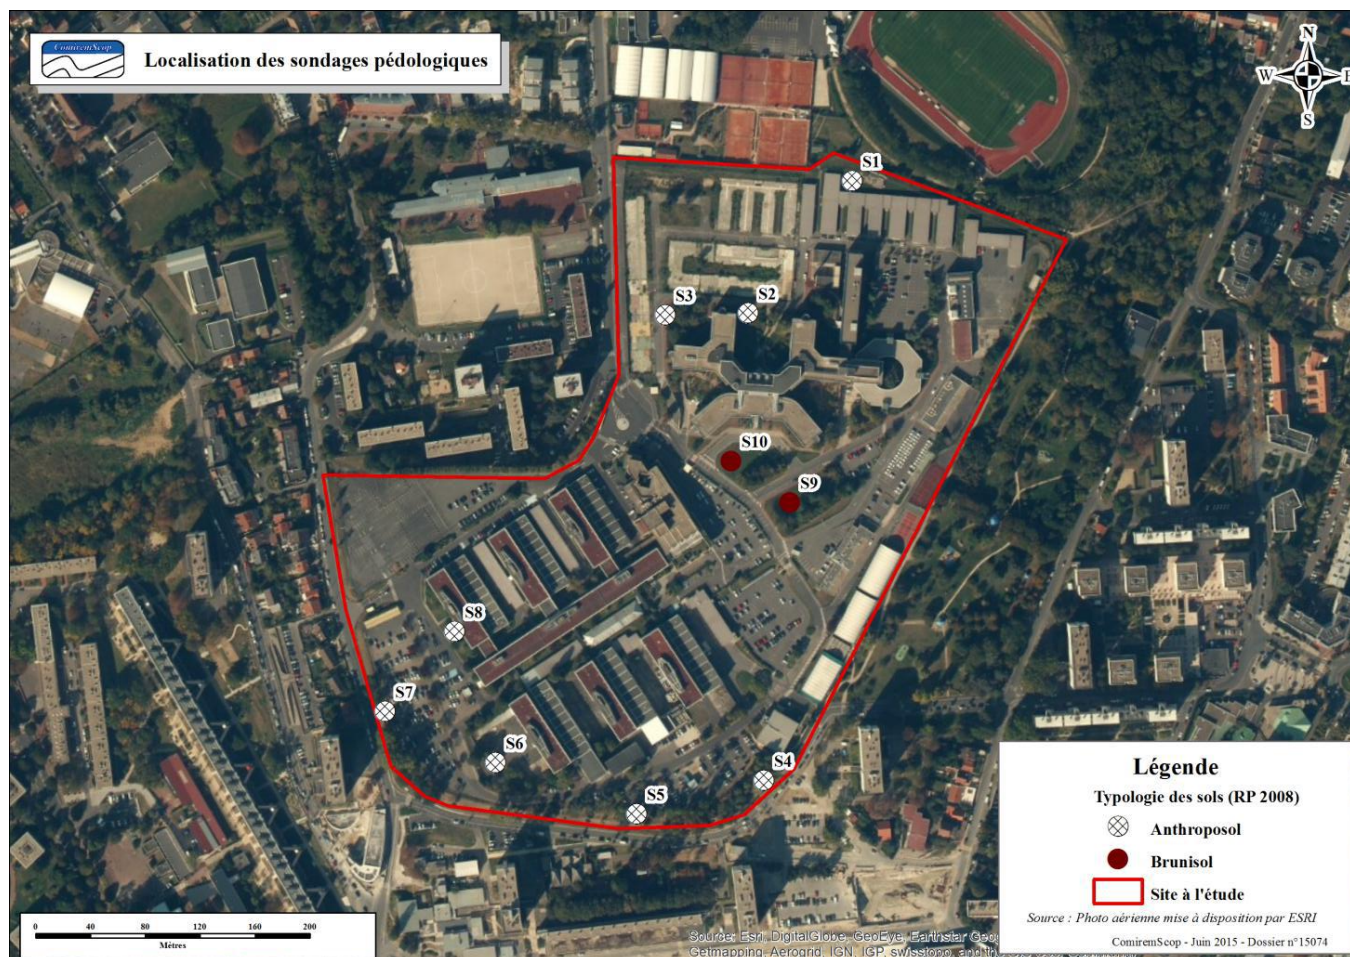 ComiremScop
Localisation des sondages pédologiques
N
W E
S
S1
S3
S2
S10
S9
S8
S7
S6
S4
S5
Légende
Typologie des sols (RP 2008)
Anthroposol
Brunisol
Site à l'étude
Source : Photo aérienne mise à disposition par ESRI
ComiremScop - Juin 2015 - Dossier n°15074
0 40 80 120 160 200
Mètres
Source: Esri, DigitalGlobe, GeoEye, Earthstar
Getmapping, Aerogrid, IGN, IGP, swisstopo, and